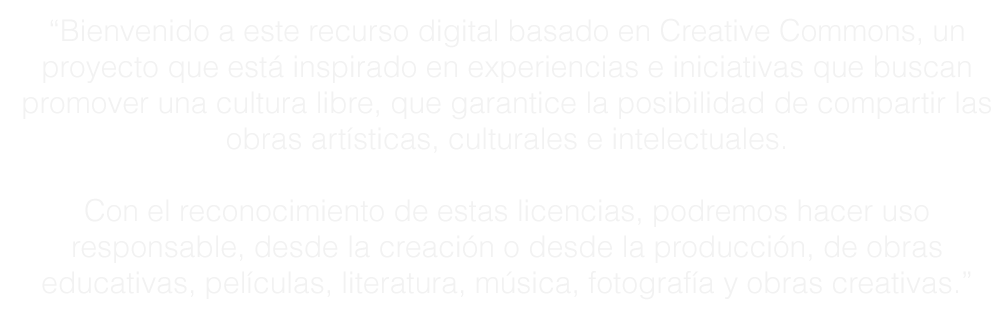 “Bienvenido a este recurso digital basado en Creative Commons, un
proyecto que está inspirado en experiencias e iniciativas que buscan
promover una cultura libre, que garantice la posibilidad de compartir las
obras artísticas, culturales e intelectuales.
Con el reconocimiento de estas licencias, podremos hacer uso
responsable, desde la creación o desde la producción, de obras
educativas, películas, literatura, música, fotografía y obras creativas.”